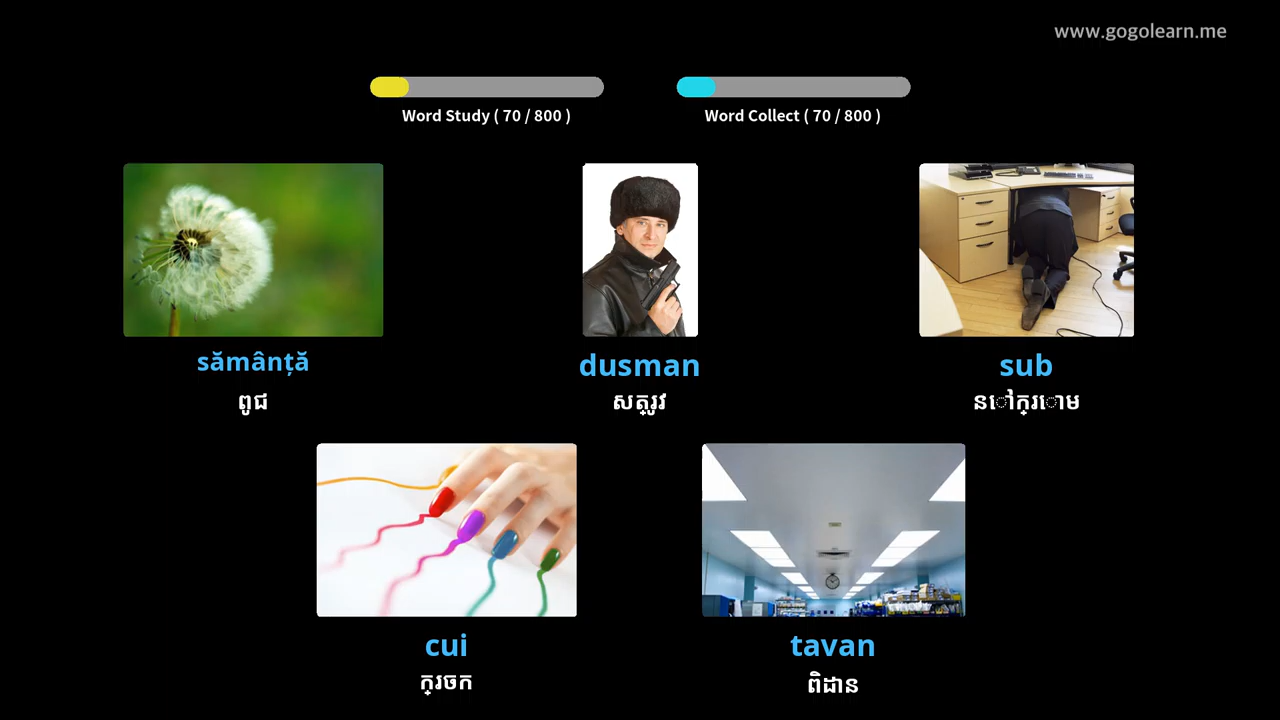 www.gogolearn.me
Word Study ( 70 / 800 )
Word Collect ( 70 / 800 )
sămânță
ពូជ
dusman
សត្រូវ
sub
នៅក្រោម
cui
ក្រចក
tavan
ពិដាន